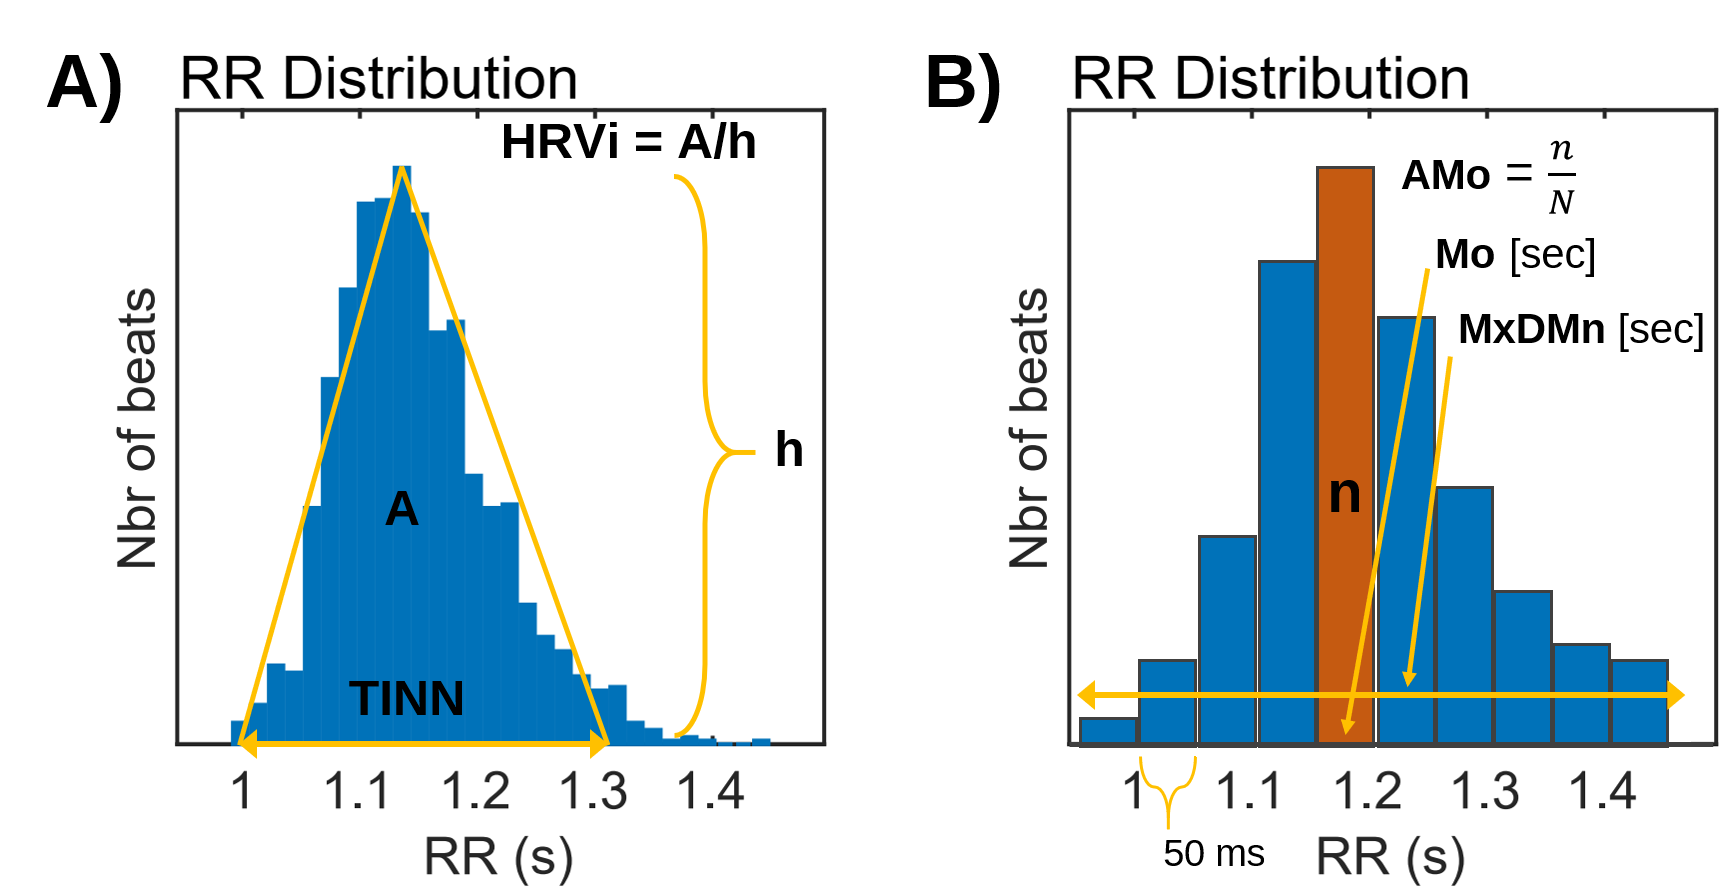 A)
RR Distribution
HRVi = A/h
h
A
TINN
Nbr of beats
1 1.1 1.2 1.3 1.4
RR (s)
B)
RR Distribution
AMo = n/N
Mo [sec]
MxDMn [sec]
n
Nbr of beats
1 1.1 1.2 1.3 1.4
50 ms
RR (s)